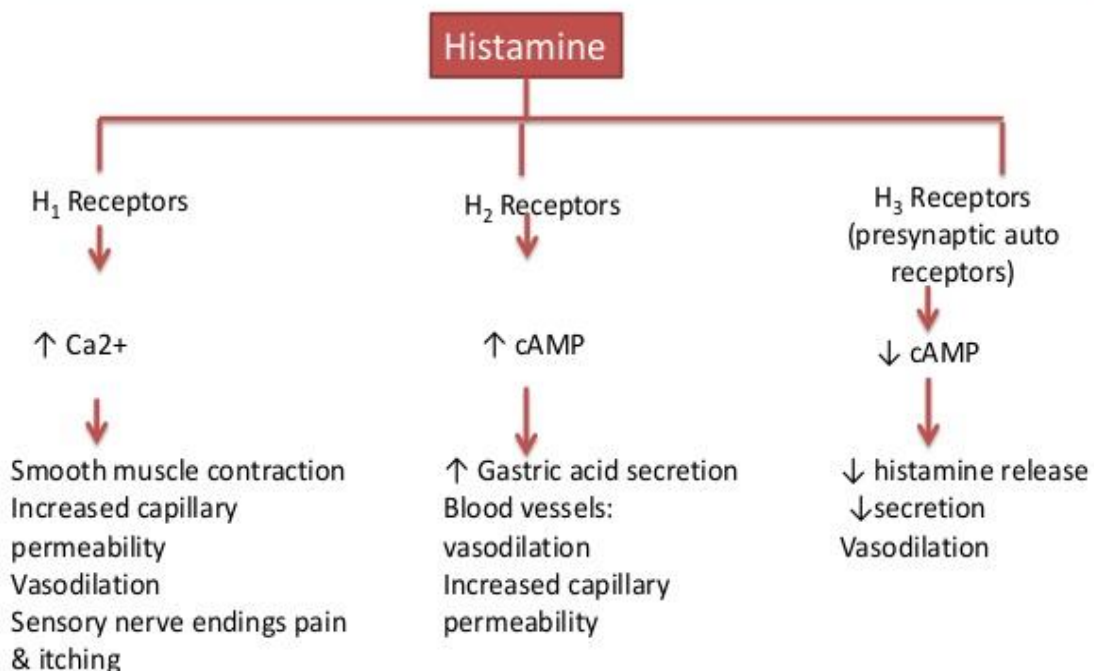 Histamine
H₁ Receptors
↑ Ca2+
Smooth muscle contraction
Increased capillary
permeability
Vasodilation
Sensory nerve endings pain
& itching
H₂ Receptors
↑ cAMP
↑ Gastric acid secretion
Blood vessels:
vasodilation
Increased capillary
permeability
H₃ Receptors
(presynaptic auto
receptors)
↓ cAMP
↓ histamine release
↓secretion
Vasodilation